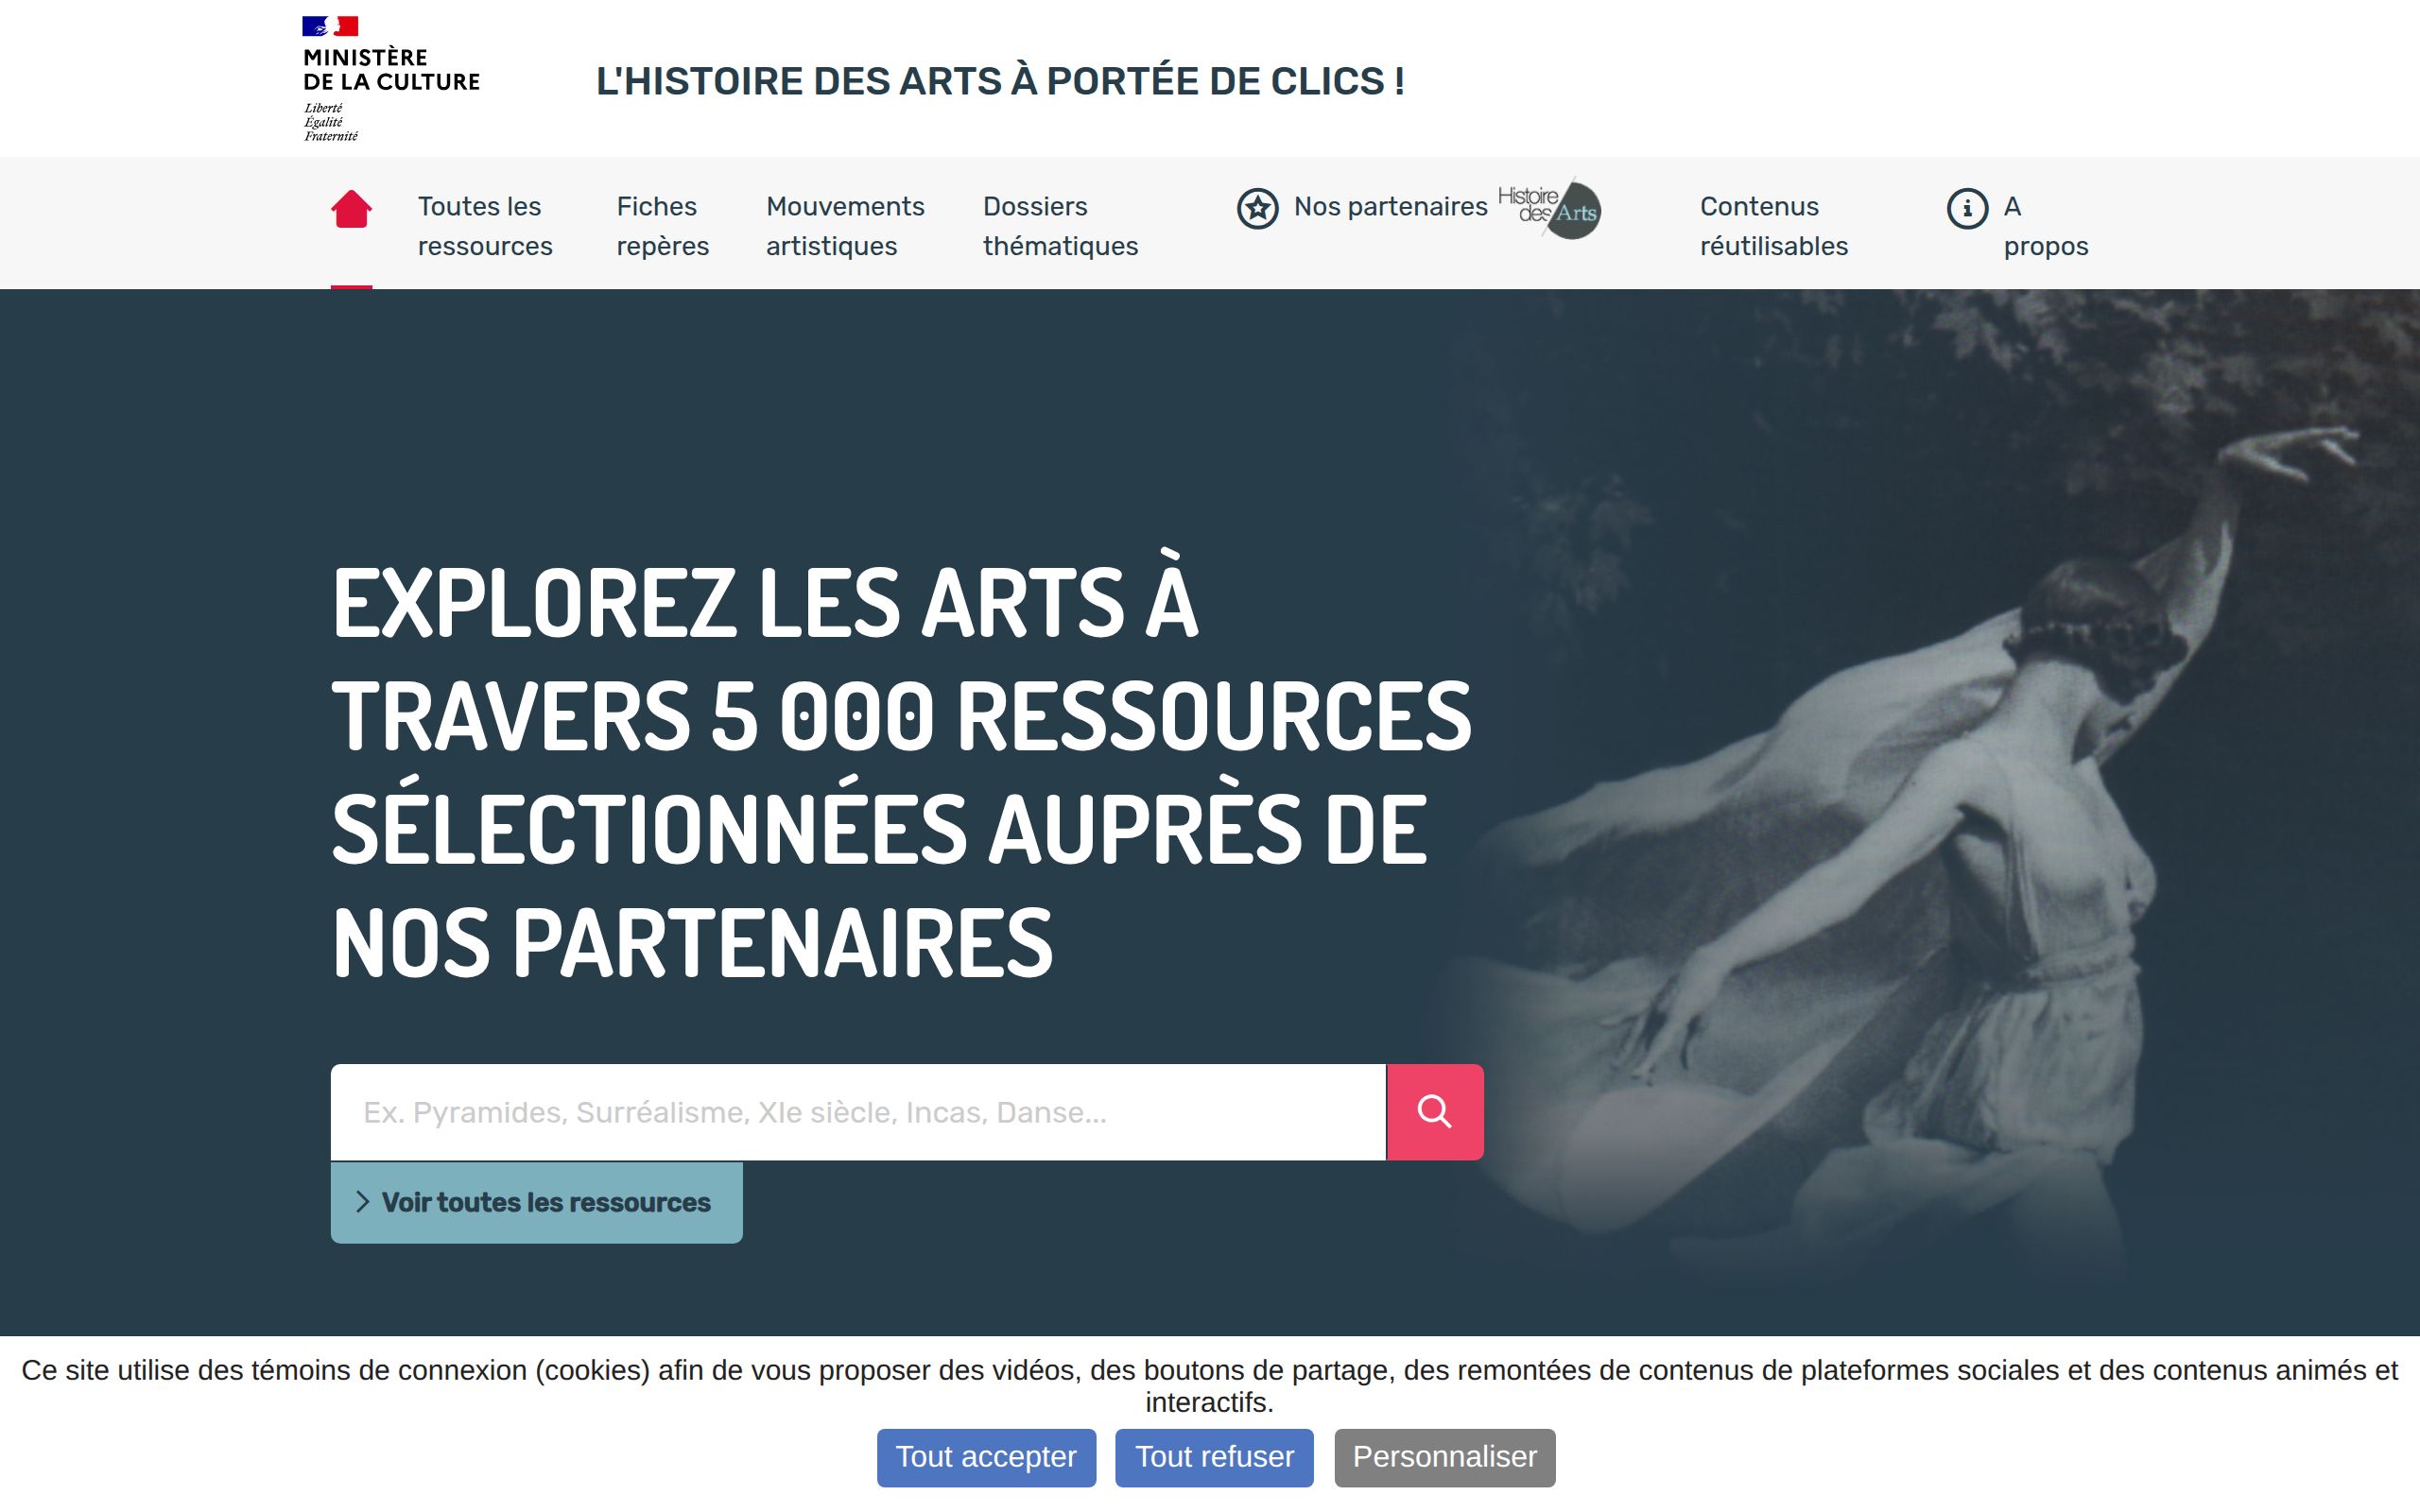 MINISTÈRE
DE LA CULTURE
Liberté
Égalité
Fraternité
L'HISTOIRE DES ARTS À PORTÉE DE CLICS !
Toutes les
ressources
Fiches
repères
Mouvements
artistiques
Dossiers
thématiques
Nos partenaires
Histoire
des Arts
Contenus
réutilisables
A
propos
EXPLOREZ LES ARTS À
TRAVERS 5 000 RESSOURCES
SÉLECTIONNÉES AUPRÈS DE
NOS PARTENAIRES
Ex. Pyramides, Surréalisme, XIe siècle, Incas, Danse...
Voir toutes les ressources
Ce site utilise des témoins de connexion (cookies) afin de vous proposer des vidéos, des boutons de partage, des remontées de contenus de plateformes sociales et des contenus animés et
interactifs.
Tout accepter
Tout refuser
Personnaliser